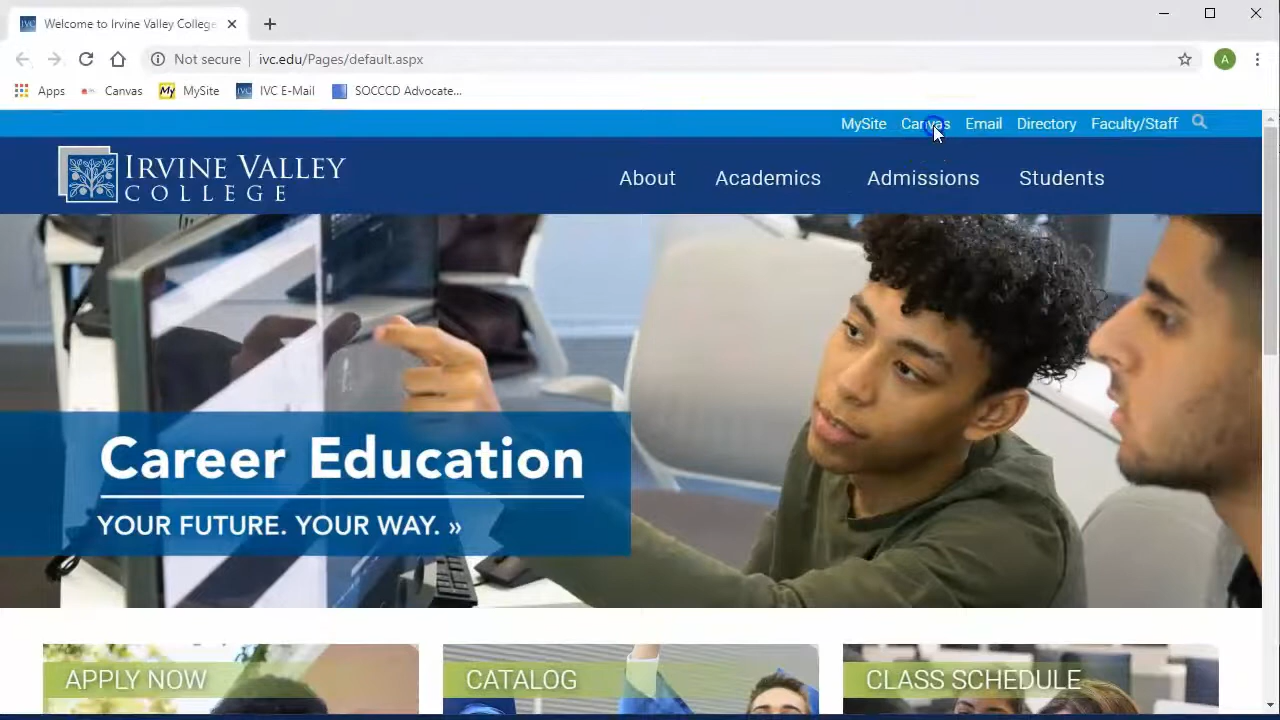 Welcome to Irvine Valley College
Not secure
ivc.edu/Pages/default.aspx
A
Apps
Canvas
My
MySite
IVC
IVC E-Mail
SOCCCD Advocate...
MySite
Canvas
Email
Directory
Faculty/Staff
IRVINE VALLEY
COLLEGE
About
Academics
Admissions
Students
Career Education
YOUR FUTURE. YOUR WAY. »
APPLY NOW
CATALOG
CLASS SCHEDULE